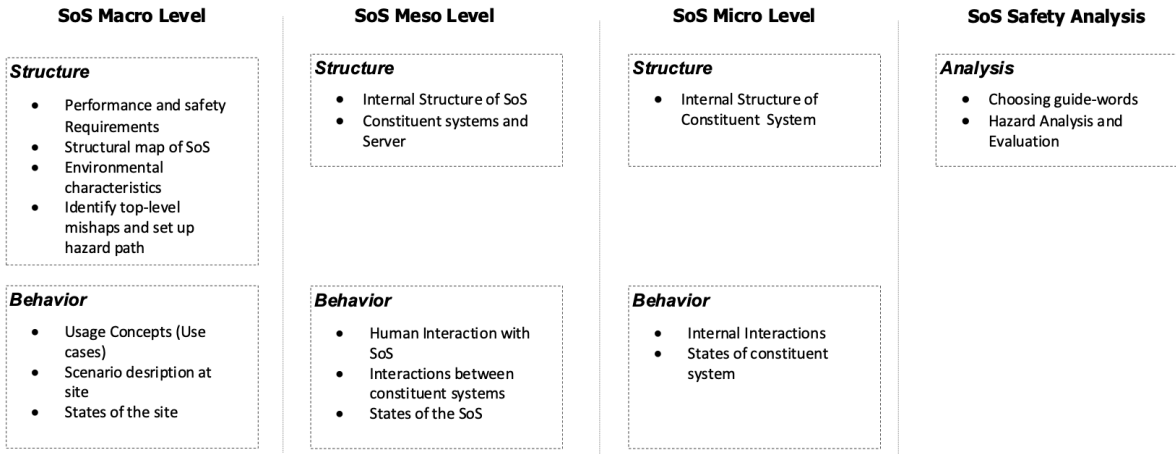 SoS Macro Level
Structure
• Performance and safety
Requirements
• Structural map of SoS
• Environmental
characteristics
• Identify top-level
mishaps and set up
hazard path
Behavior
• Usage Concepts (Use
cases)
• Scenario desription at
site
• States of the site
SoS Meso Level
Structure
• Internal Structure of SoS
• Constituent systems and
Server
Behavior
• Human Interaction with
SoS
• Interactions between
constituent systems
• States of the SoS
SoS Micro Level
Structure
• Internal Structure of
Constituent System
Behavior
• Internal Interactions
• States of constituent
system
SoS Safety Analysis
Analysis
• Choosing guide-words
• Hazard Analysis and
Evaluation